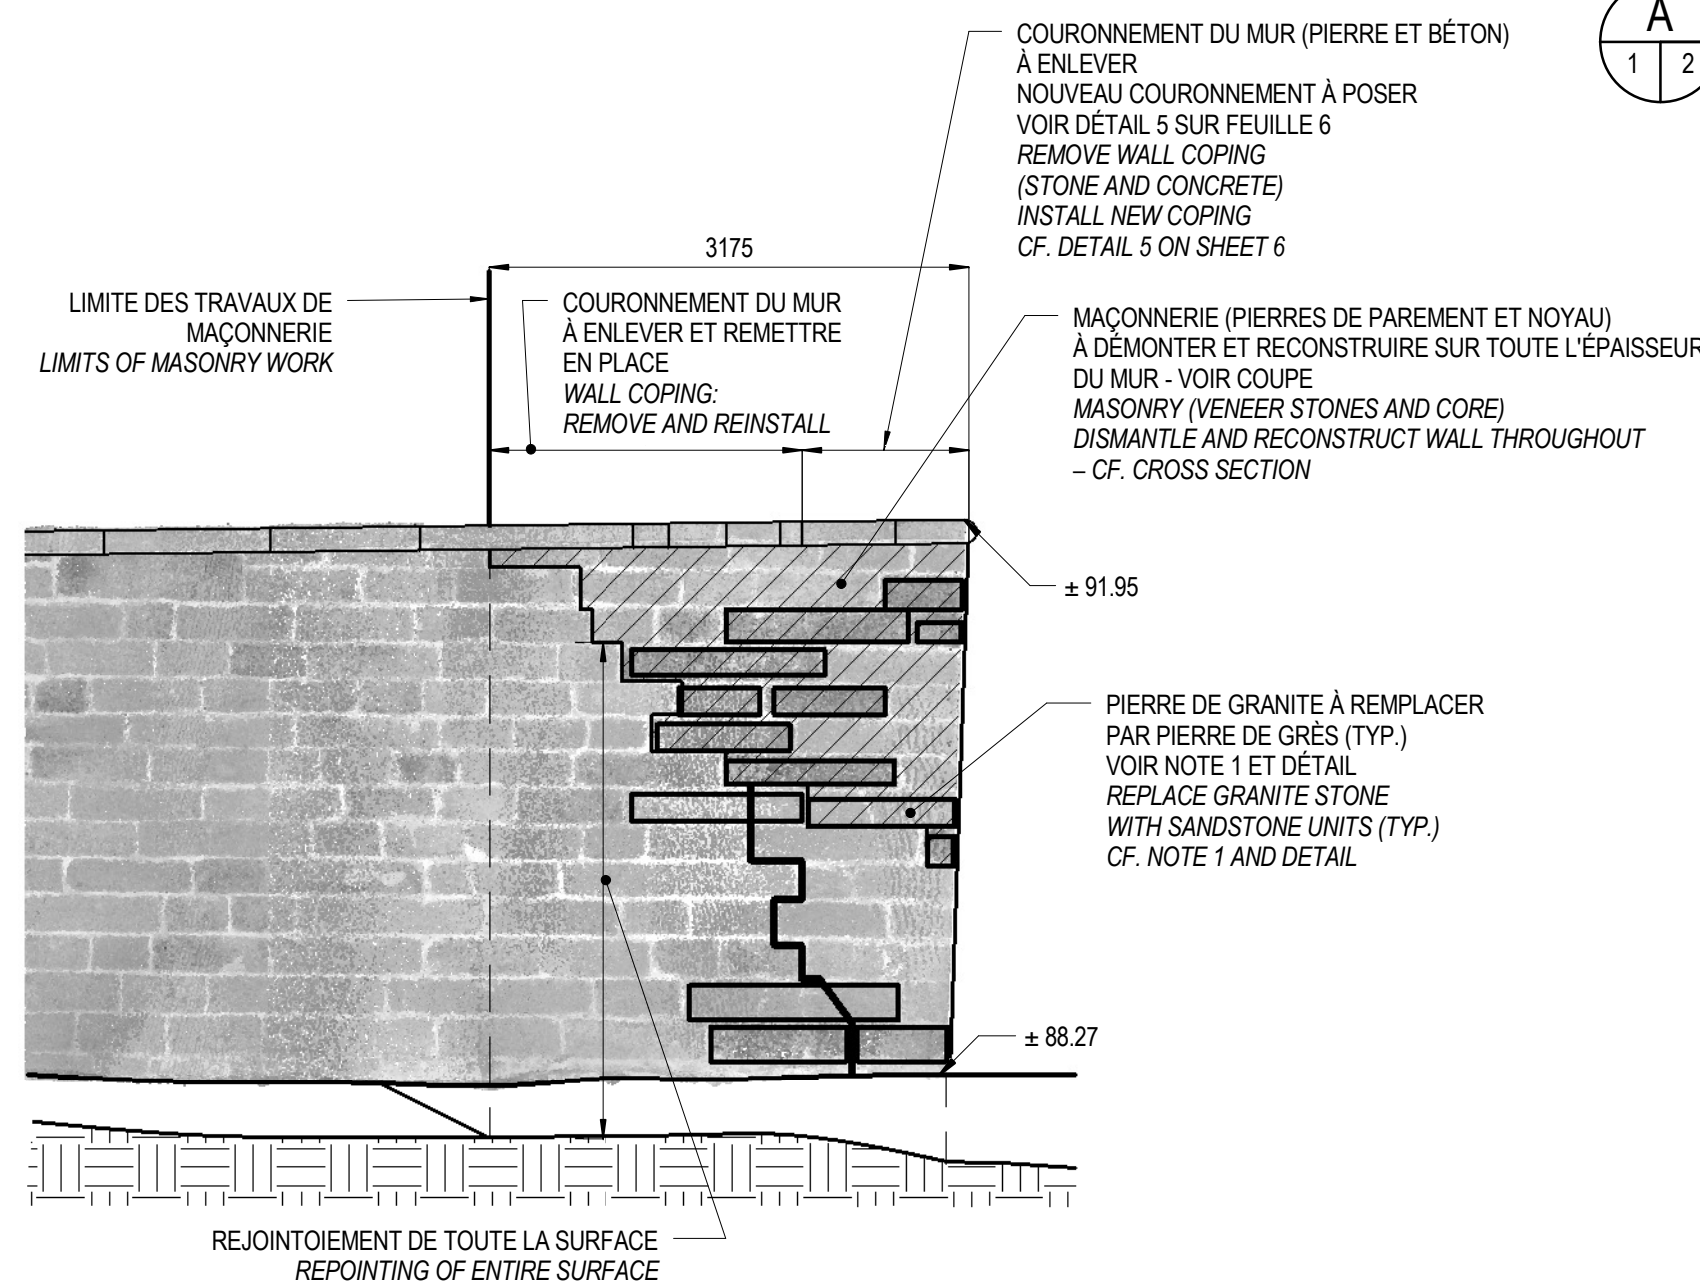 COURONNEMENT DU MUR (PIERRE ET BÉTON)
À ENLEVER
NOUVEAU COURONNEMENT À POSER
VOIR DÉTAIL 5 SUR FEUILLE 6
REMOVE WALL COPING
(STONE AND CONCRETE)
INSTALL NEW COPING
CF. DETAIL 5 ON SHEET 6
A
1 2
3175
LIMITE DES TRAVAUX DE
MAÇONNERIE
LIMITS OF MASONRY WORK
COURONNEMENT DU MUR
À ENLEVER ET REMETTRE
EN PLACE
WALL COPING:
REMOVE AND REINSTALL
MAÇONNERIE (PIERRES DE PAREMENT ET NOYAU)
À DÉMONTER ET RECONSTRUIRE SUR TOUTE L'ÉPAISSEUR
DU MUR - VOIR COUPE
MASONRY (VENEER STONES AND CORE)
DISMANTLE AND RECONSTRUCT WALL THROUGHOUT
– CF. CROSS SECTION
± 91.95
PIERRE DE GRANITE À REMPLACER
PAR PIERRE DE GRÈS (TYP.)
VOIR NOTE 1 ET DÉTAIL
REPLACE GRANITE STONE
WITH SANDSTONE UNITS (TYP.)
CF. NOTE 1 AND DETAIL
± 88.27
REJOINTOIEMENT DE TOUTE LA SURFACE
REPOINTING OF ENTIRE SURFACE